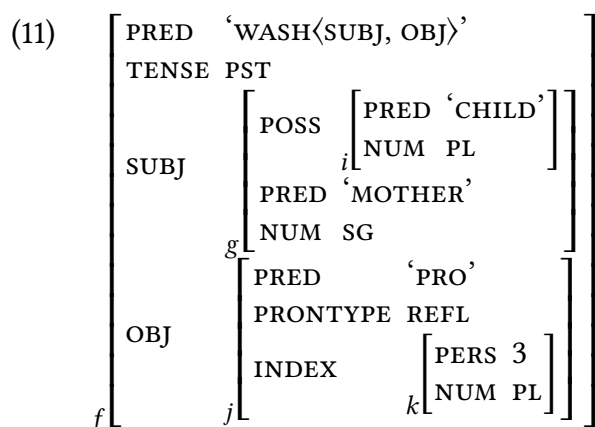 (11)
PRED ‘WASH⟨SUBJ, OBJ⟩’
TENSE PST
SUBJ
POSS
PRED ‘CHILD’
NUM PL
i
PRED ‘MOTHER’
NUM SG
g
OBJ
PRED ‘PRO’
PRONTYPE REFL
INDEX
PERS 3
NUM PL
k
j
f